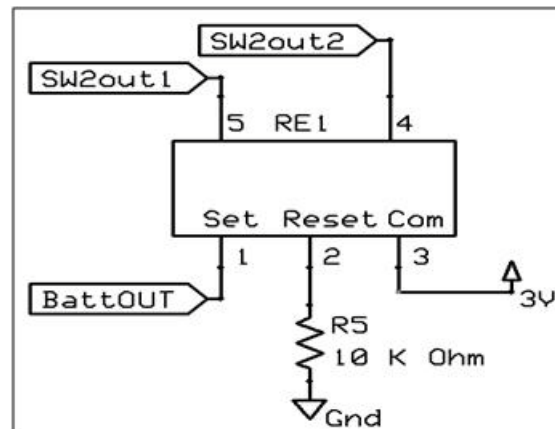 SW2out2
SW2out1
5 RE1 4
Set Reset Com
1 2 3
BattOUT
3V
R5
10 K Ohm
Gnd